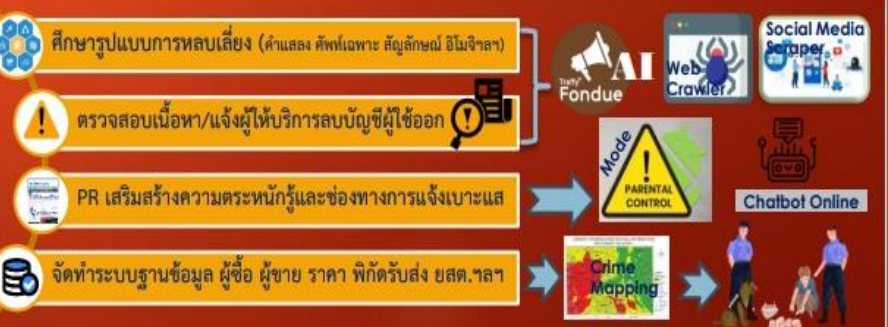 ศึกษารูปแบบการหลบเลี่ยง (คำแสลง ศัพท์เฉพาะ สัญลักษณ์ อิโมจิฯลฯ)
ตรวจสอบเนื้อหา/แจ้งผู้ให้บริการลบบัญชีผู้ใช้ออก
PR เสริมสร้างความตระหนักรู้และช่องทางการแจ้งเบาะแส
จัดทำระบบฐานข้อมูล ผู้ซื้อ ผู้ขาย ราคา พิกัดรับส่ง ยสต.ฯลฯ
Traffy
Fondue
AI
Web
Crawler
Social Media
Scraper
Mode
PARENTAL
CONTROL
Chatbot Online
Crime
Mapping